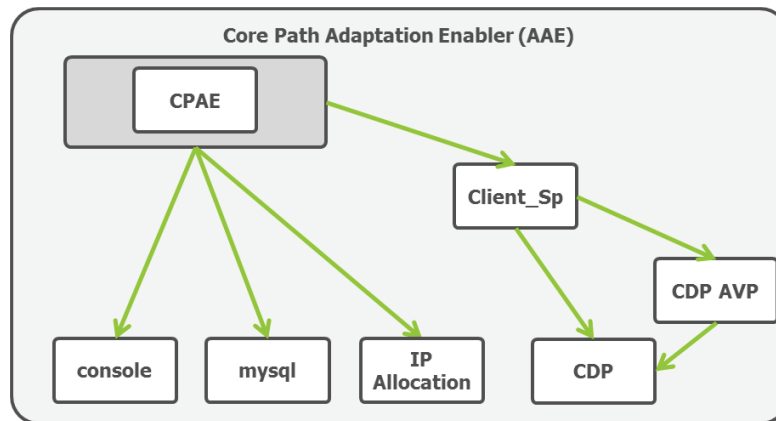 Core Path Adaptation Enabler (AAE)
CPAE
Client_Sp
CDP AVP
console
mysql
IP
Allocation
CDP